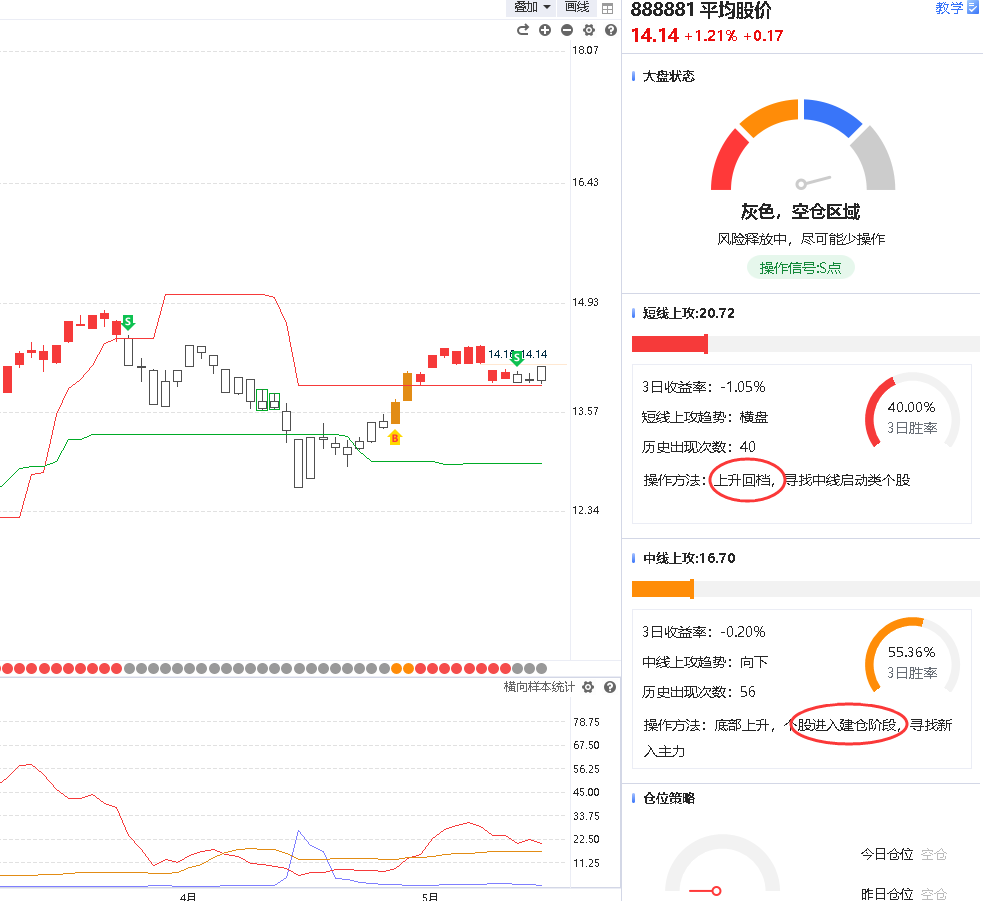 叠加 画线
18.07
16.43
14.93
S
14.1 14.14
S
13.57
B
12.34
横向样本统计
78.75
67.50
56.25
45.00
33.75
22.50
11.25
4月 5月
888881 平均股价 教学
14.14 +1.21% +0.17
大盘状态
灰色，空仓区域
风险释放中，尽可能少操作
操作信号:S点
短线上攻:20.72
3日收益率：-1.05%
短线上攻趋势：横盘
历史出现次数：40
操作方法：上升回档，寻找中线启动类个股
40.00%
3日胜率
中线上攻:16.70
3日收益率：-0.20%
中线上攻趋势：向下
历史出现次数：56
操作方法：底部上升，个股进入建仓阶段，寻找新
入主力
55.36%
3日胜率
仓位策略
今日仓位 空仓
昨日仓位 空仓